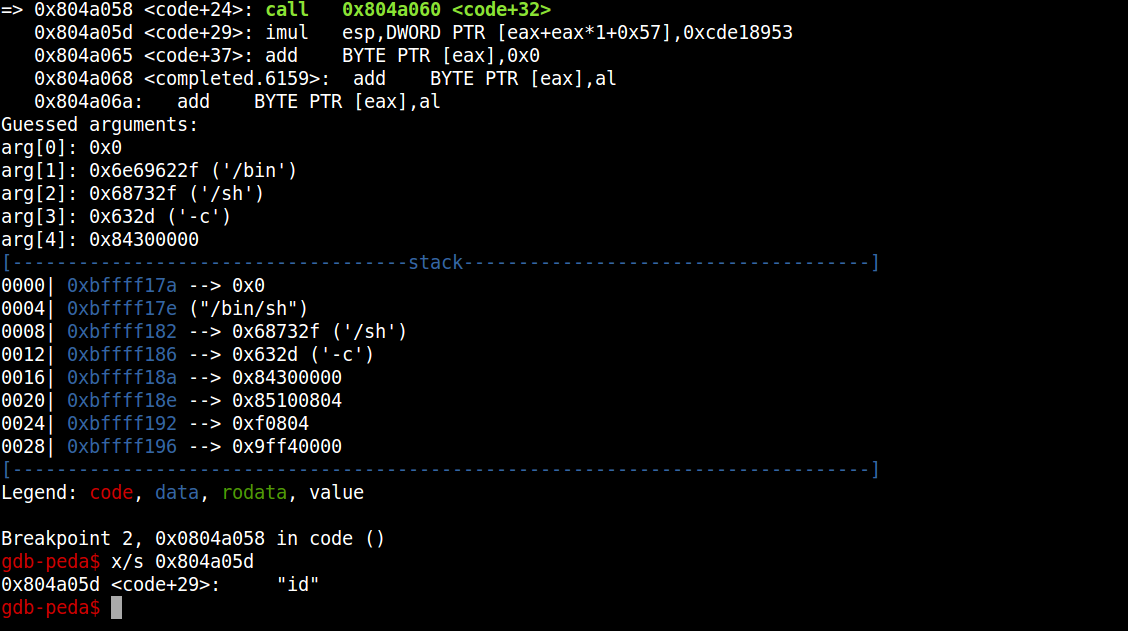 => 0x804a058 <code+24>: call   0x804a060 <code+32>
   0x804a05d <code+29>: imul   esp,DWORD PTR [eax+eax*1+0x57],0xcde18953
   0x804a065 <code+37>: add    BYTE PTR [eax],0x0
   0x804a068 <completed.6159>:  add    BYTE PTR [eax],al
   0x804a06a:   add    BYTE PTR [eax],al
Guessed arguments:
arg[0]: 0x0
arg[1]: 0x6e69622f ('/bin')
arg[2]: 0x68732f ('/sh')
arg[3]: 0x632d ('-c')
arg[4]: 0x84300000
[------------------------------------stack-------------------------------------]
0000| 0xbffff17a --> 0x0
0004| 0xbffff17e ("/bin/sh")
0008| 0xbffff182 --> 0x68732f ('/sh')
0012| 0xbffff186 --> 0x632d ('-c')
0016| 0xbffff18a --> 0x84300000
0020| 0xbffff18e --> 0x85100804
0024| 0xbffff192 --> 0xf0804
0028| 0xbffff196 --> 0x9ff40000
[------------------------------------------------------------------------------]
Legend: code, data, rodata, value

Breakpoint 2, 0x0804a058 in code ()
gdb-peda$ x/s 0x804a05d
0x804a05d <code+29>:     "id"
gdb-peda$